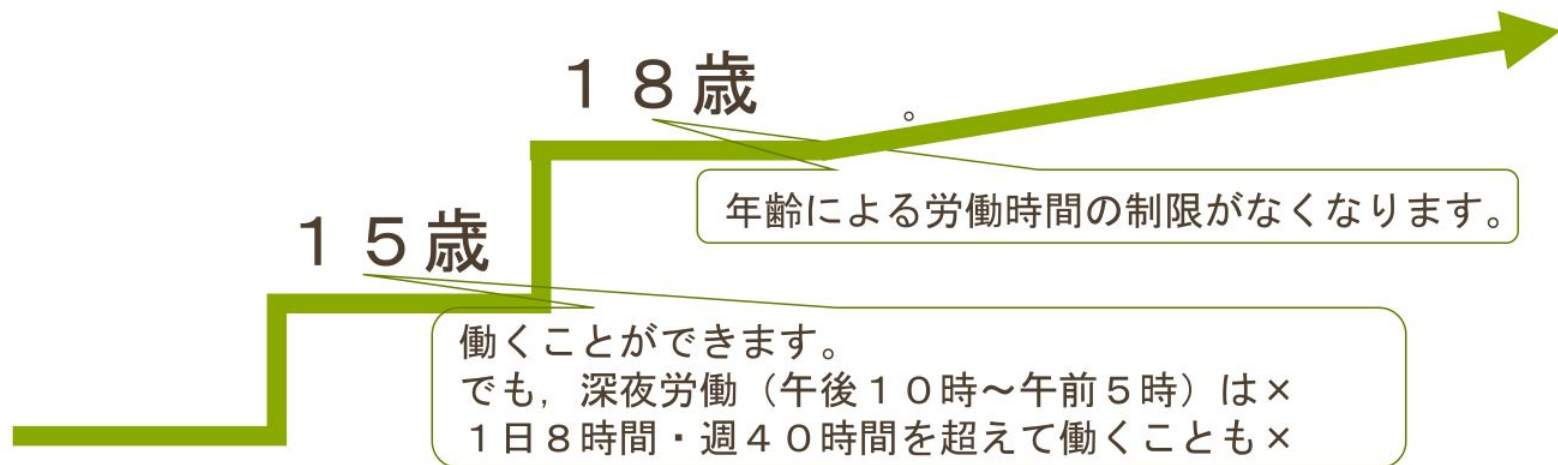 １８歳
。
年齢による労働時間の制限がなくなります。
１５歳
働くことができます。
でも，深夜労働（午後１０時～午前５時）は×
１日８時間・週４０時間を超えて働くことも×